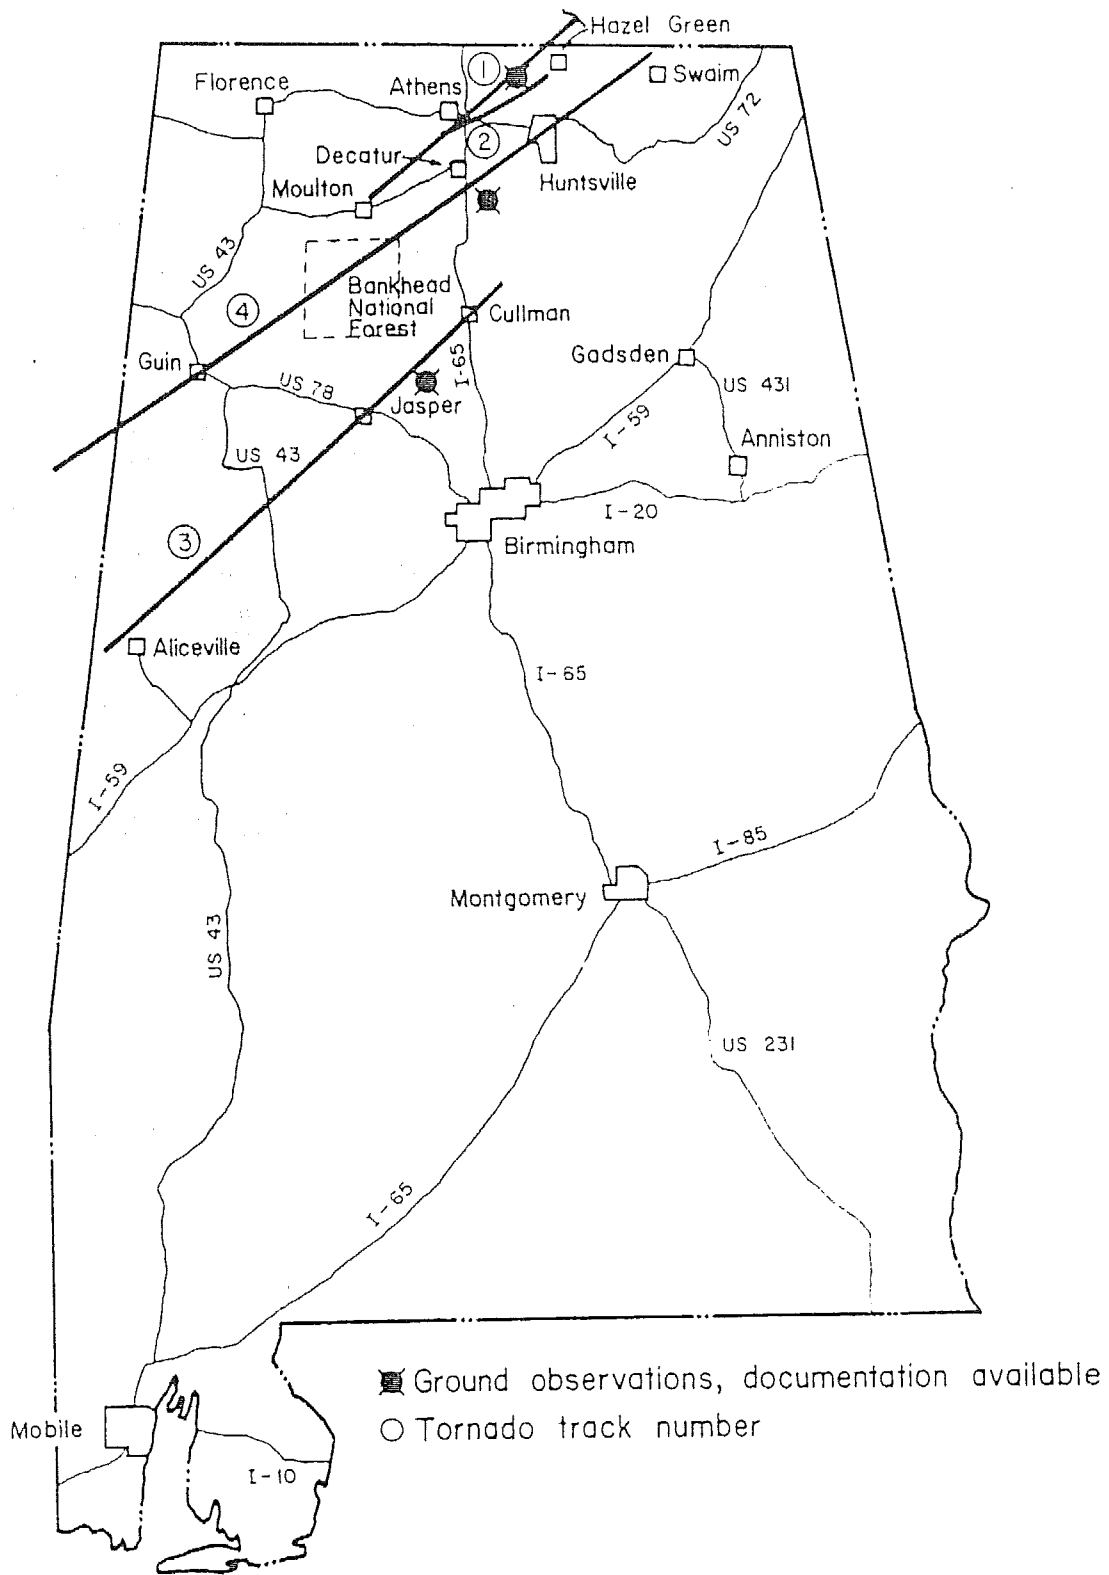 Hazel Green
1
Swaim
Florence
Athens
US 72
2
Decatur
Huntsville
Moulton
US 43
Bankhead
National
Forest
4
Cullman
Guin
I-65
Gadsden
US 78
Jasper
US 431
I-59
Anniston
US 43
I-20
3
Birmingham
Aliceville
I-65
I-59
I-85
Montgomery
US 43
US 231
I-65
Ground observations, documentation available
Tornado track number
Mobile
I-10